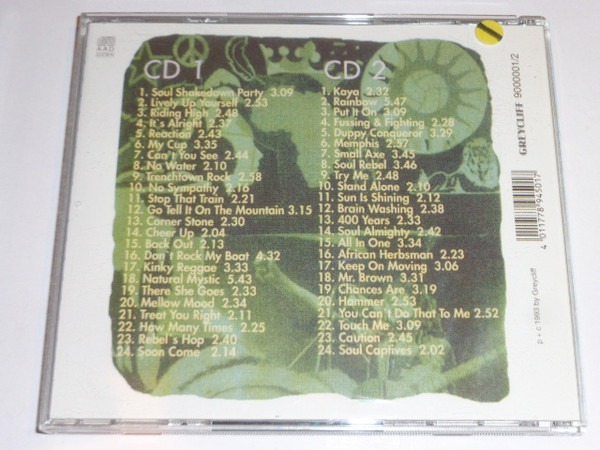 CD 1
1. Soul Shakedown Party 3.09
2. Lively Up Yourself 2.53
3. Riding High 2.48
4. It's Alright 2.37
5. Reaction 2.43
6. My Cup 3.35
7. Can't You See 2.44
8. No Water 2.10
9. Trenchtown Rock 2.58
10. No Sympathy 2.16
11. Stop That Train 2.21
12. Go Tell It On The Mountain 3.15
13. Corner Stone 2.30
14. Cheer Up 2.04
15. Back Out 2.13
16. Don't Rock My Boat 4.32
17. Kinky Reggae 3.33
18. Natural Mystic 5.43
19. There She Goes 2.33
20. Mellow Mood 2.34
21. Treat You Right 2.11
22. How Many Times 2.25
23. Rebel's Hop 2.40
24. Soon Come 2.14
CD 2
1. Kaya 2.32
2. Rainbow 5.47
3. Put It On 3.09
4. Fussing & Fighting 2.28
5. Duppy Conqueror 3.29
6. Memphis 2.57
7. Small Axe 3.45
8. Soul Rebel 3.46
9. Try Me 2.48
10. Stand Alone 2.10
11. Sun Is Shining 2.12
12. Brain Washing 2.38
13. 400 Years 2.33
14. Soul Almighty 2.42
15. All In One 3.34
16. African Herbsman 2.23
17. Keep On Moving 3.06
18. Mr. Brown 3.31
19. Chances Are 3.19
20. Hammer 2.53
21. You Can't Do That To Me 2.52
22. Touch Me 3.09
23. Caution 2.45
24. Soul Captives 2.02
GREYCLIFF 9000001/2
4 011778 945017
p + c 1993 by Greycliff